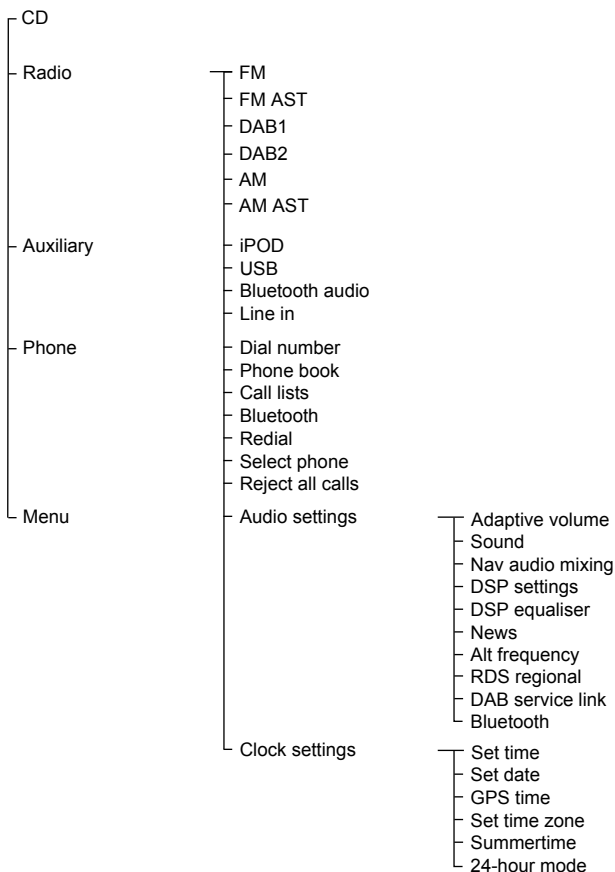 CD
Radio
FM
FM AST
DAB1
DAB2
AM
AM AST
Auxiliary
iPOD
USB
Bluetooth audio
Line in
Phone
Dial number
Phone book
Call lists
Bluetooth
Redial
Select phone
Reject all calls
Menu
Audio settings
Adaptive volume
Sound
Nav audio mixing
DSP settings
DSP equaliser
News
Alt frequency
RDS regional
DAB service link
Bluetooth
Clock settings
Set time
Set date
GPS time
Set time zone
Summertime
24-hour mode